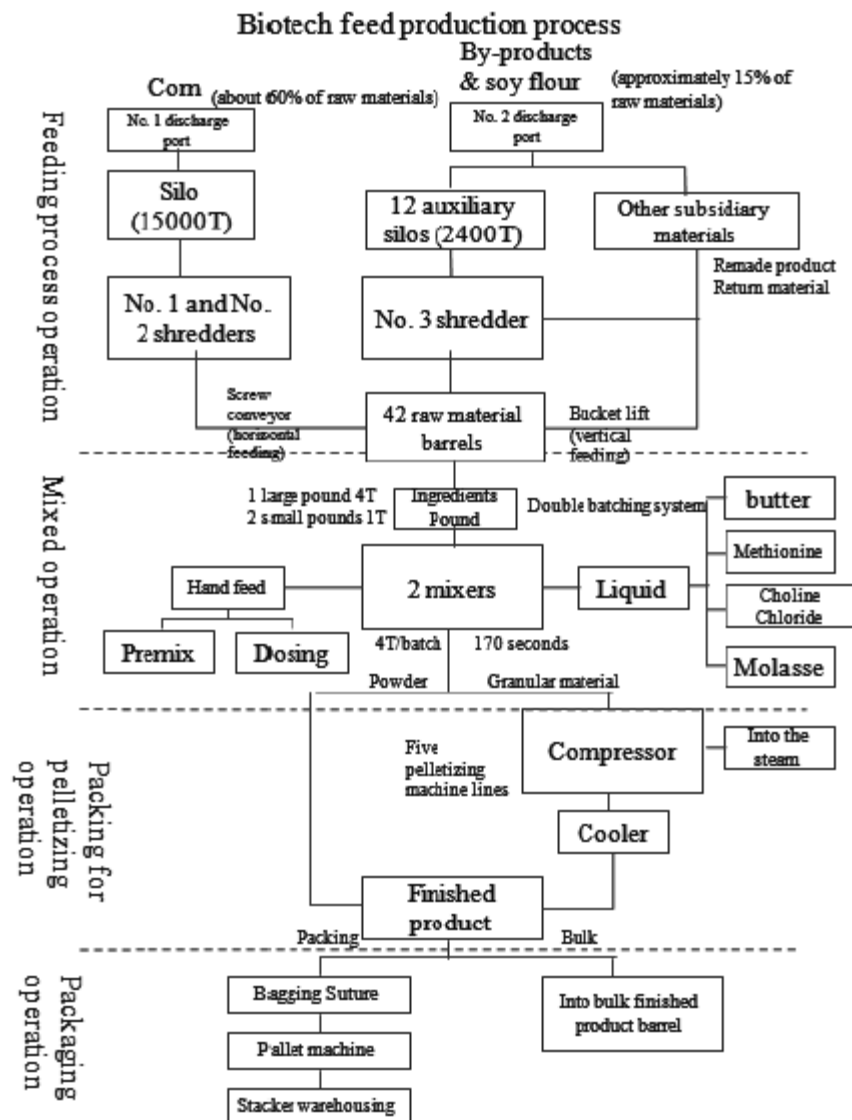 Biotech feed production process
By-products
& soy flour
(approximately 15% of
raw materials)
Corn
(about 60% of raw materials)
No. 1 discharge
port
No. 2 discharge
port
Feeding process operation
Silo
(15000T)
12 auxiliary
silos (2400T)
Other subsidiary
materials
Remade product
Return material
No. 1 and No.
2 shredders
No. 3 shredder
Screw
conveyor
(horizontal
feeding)
42 raw material
barrels
Bucket lift
(vertical
feeding)
Mixed operation
1 large pound 4T
2 small pounds 1T
Ingredients
Pound
Double batching system
butter
Methionine
Choline
Chloride
Molasse
Hand feed
2 mixers
Liquid
Premix
Dosing
4T/batch
170 seconds
Powder
Granular material
Packing for
pelletizing
operation
Five
pelletizing
machine lines
Compressor
Into the
steam
Cooler
Finished
product
Packing
Bulk
Packaging
operation
Bagging Suture
Into bulk finished
product barrel
Pallet machine
Stacker warehousing